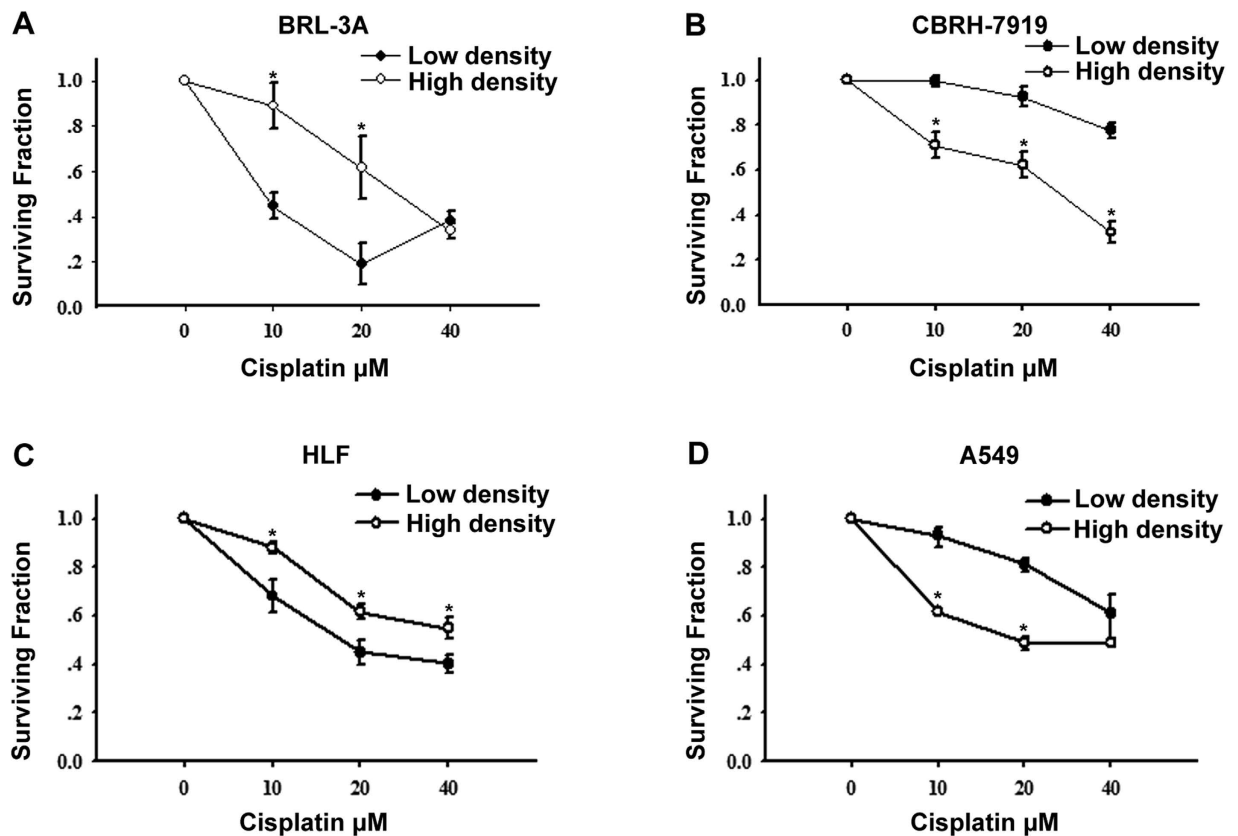 A
BRL-3A
Low density
High density
*
*
1.0
.8
.6
.4
.2
0.0
Surviving Fraction
0 10 20 40
Cisplatin µM
B
CBRH-7919
Low density
High density
*
*
*
1.0
.8
.6
.4
.2
0.0
Surviving Fraction
0 10 20 40
Cisplatin µM
C
HLF
Low density
High density
*
*
*
1.0
.8
.6
.4
.2
0.0
Surviving Fraction
0 10 20 40
Cisplatin µM
D
A549
Low density
High density
*
*
1.0
.8
.6
.4
.2
0.0
Surviving Fraction
0 10 20 40
Cisplatin µM